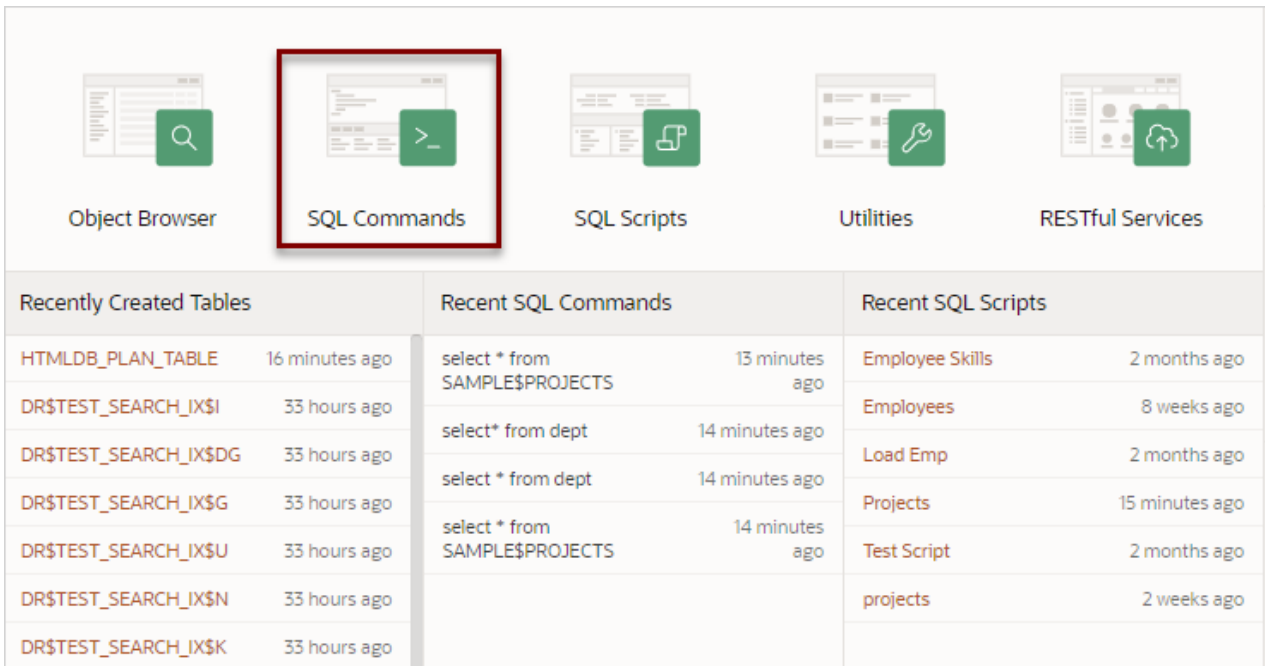 >_
Object Browser
SQL Commands
SQL Scripts
Utilities
RESTful Services
Recently Created Tables
HTMLDB_PLAN_TABLE 16 minutes ago
DR$TEST_SEARCH_IX$I 33 hours ago
DR$TEST_SEARCH_IX$DG 33 hours ago
DR$TEST_SEARCH_IX$G 33 hours ago
DR$TEST_SEARCH_IX$U 33 hours ago
DR$TEST_SEARCH_IX$N 33 hours ago
DR$TEST_SEARCH_IX$K 33 hours ago
Recent SQL Commands
select * from 13 minutes
SAMPLE$PROJECTS ago
select* from dept 14 minutes ago
select * from dept 14 minutes ago
select * from 14 minutes
SAMPLE$PROJECTS ago
Recent SQL Scripts
Employee Skills 2 months ago
Employees 8 weeks ago
Load Emp 2 months ago
Projects 15 minutes ago
Test Script 2 months ago
projects 2 weeks ago